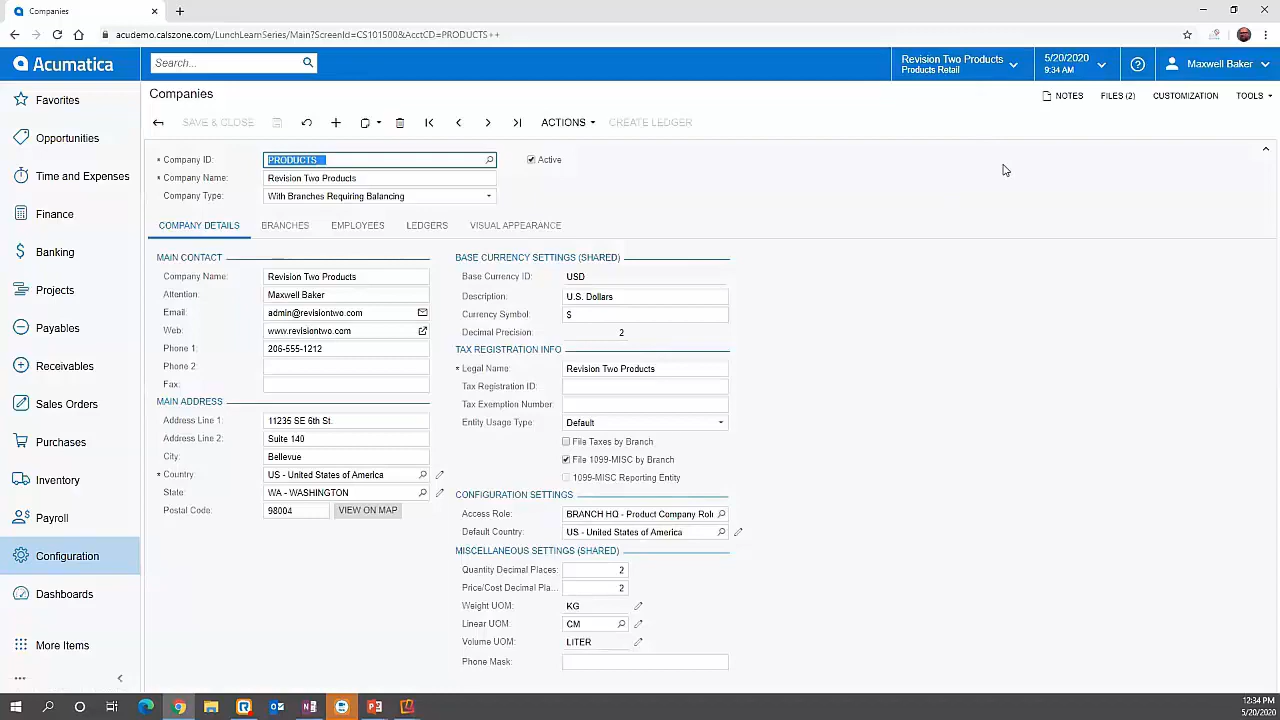 Companies
acudemo.calszone.com/LunchLearnSeries/Main?ScreenId=CS101500&AcctCD=PRODUCTS++
Acumatica
Search...
Revision Two Products
Products Retail
5/20/2020
9:34 AM
Maxwell Baker
Favorites
Opportunities
Time and Expenses
Finance
Banking
Projects
Payables
Receivables
Sales Orders
Purchases
Inventory
Payroll
Configuration
Dashboards
More Items
Companies
NOTES FILES (2) CUSTOMIZATION TOOLS
SAVE & CLOSE ACTIONS CREATE LEDGER
* Company ID: PRODUCTS Active
* Company Name: Revision Two Products
Company Type: With Branches Requiring Balancing
COMPANY DETAILS BRANCHES EMPLOYEES LEDGERS VISUAL APPEARANCE
MAIN CONTACT
Company Name: Revision Two Products
Attention: Maxwell Baker
Email: admin@revisiontwo.com
Web: www.revisiontwo.com
Phone 1: 206-555-1212
Phone 2:
Fax:
MAIN ADDRESS
Address Line 1: 11235 SE 6th St.
Address Line 2: Suite 140
City: Bellevue
* Country: US - United States of America
State: WA - WASHINGTON
Postal Code: 98004 VIEW ON MAP
BASE CURRENCY SETTINGS (SHARED)
Base Currency ID: USD
Description: U.S. Dollars
Currency Symbol: $
Decimal Precision: 2
TAX REGISTRATION INFO
* Legal Name: Revision Two Products
Tax Registration ID:
Tax Exemption Number:
Entity Usage Type: Default
File Taxes by Branch
File 1099-MISC by Branch
1099-MISC Reporting Entity
CONFIGURATION SETTINGS
Access Role: BRANCH HQ - Product Company Rol
Default Country: US - United States of America
MISCELLANEOUS SETTINGS (SHARED)
Quantity Decimal Places: 2
Price/Cost Decimal Pla... 2
Weight UOM: KG
Linear UOM: CM
Volume UOM: LITER
Phone Mask:
12:34 PM
5/20/2020